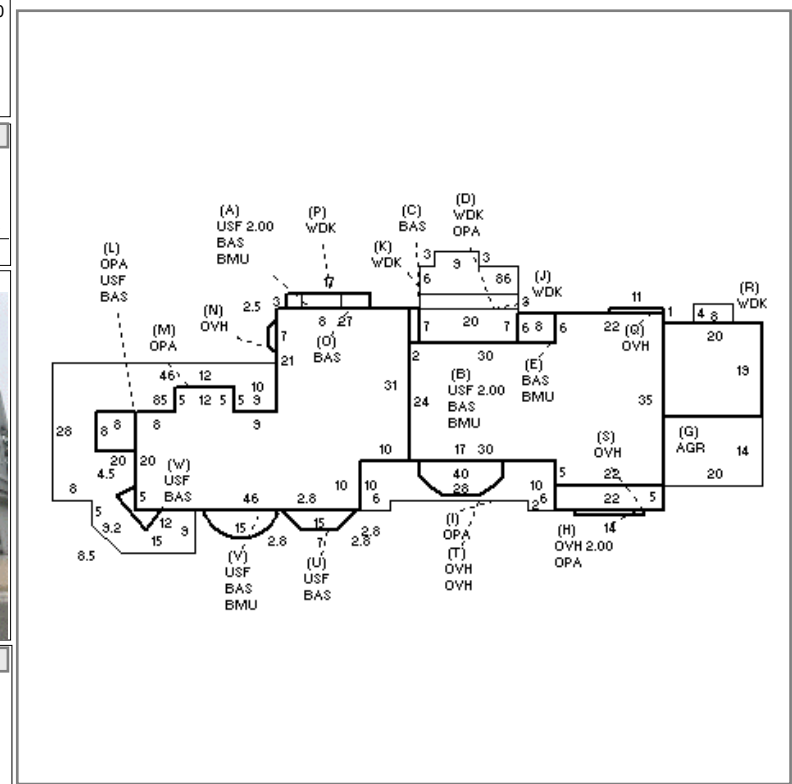 (A)
USF 2.00
BAS
BMU
(P)
WDK
(C)
BAS
(D)
WDK
OPA
(K)
WDK
(L)
OPA
USF
BAS
(N)
OVH
(M)
OPA
(J)
WDK
(R)
WDK
(O)
BAS
(Q)
OVH
(B)
USF 2.00
BAS
BMU
(E)
BAS
BMU
(G)
AGR
(S)
OVH
(W)
USF
BAS
(I)
OPA
(T)
OVH
OVH
(H)
OVH 2.00
OPA
(V)
USF
BAS
BMU
(U)
USF
BAS
17
3
2.5
8
27
7
21
46
12
10
85
5
12
5
5
9
8
9
28
8
8
20
20
4.5
8
5
5
9.2
12
9
15
8.5
46
2.8
15
2.8
15
7
2.8
2.8
10
10
10
6
31
2
24
30
17
30
40
28
10
6
2
3
9
3
6
86
3
7
20
7
6
8
6
22
11
1
4
8
20
19
35
14
20
5
22
22
5
14